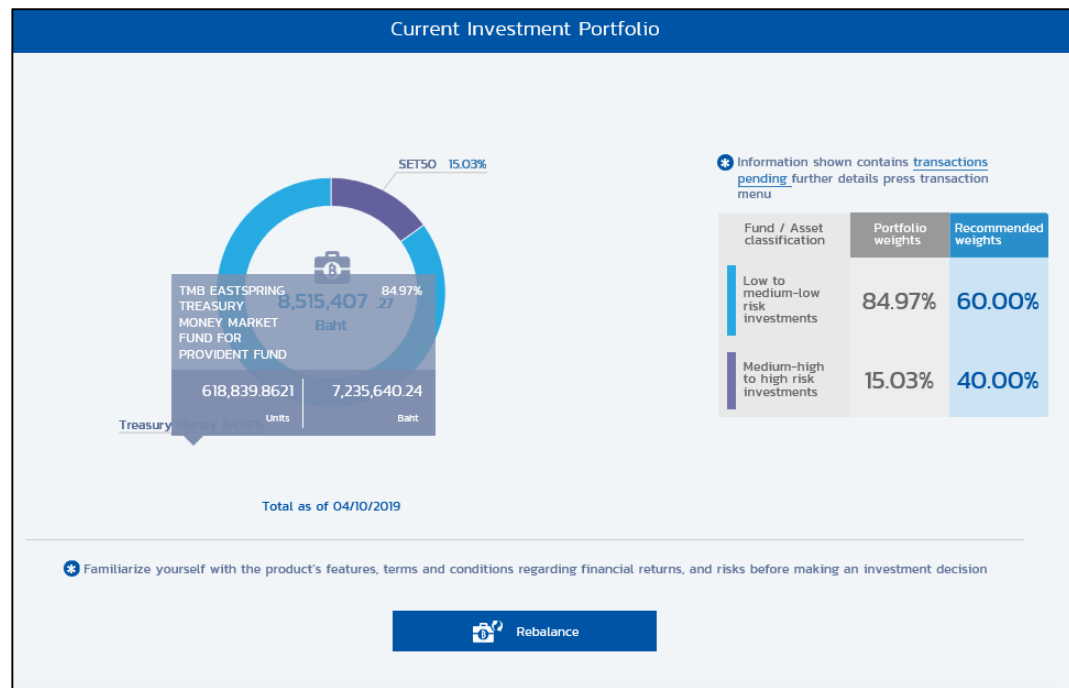 Current Investment Portfolio
SET50 15.03%
TMB EASTSPRING 84.97%
TREASURY
MONEY MARKET
FUND FOR
PROVIDENT FUND
8,515,407 .27
Baht
618,839.8621 7,235,640.24
Units Baht
Treasury Money 84.97%
Total as of 04/10/2019
Information shown contains transactions
pending further details press transaction
menu
Fund / Asset
classification
Portfolio
weights
Recommended
weights
Low to
medium-low
risk
investments
84.97% 60.00%
Medium-high
to high risk
investments
15.03% 40.00%
Familiarize yourself with the product's features, terms and conditions regarding financial returns, and risks before making an investment decision
Rebalance